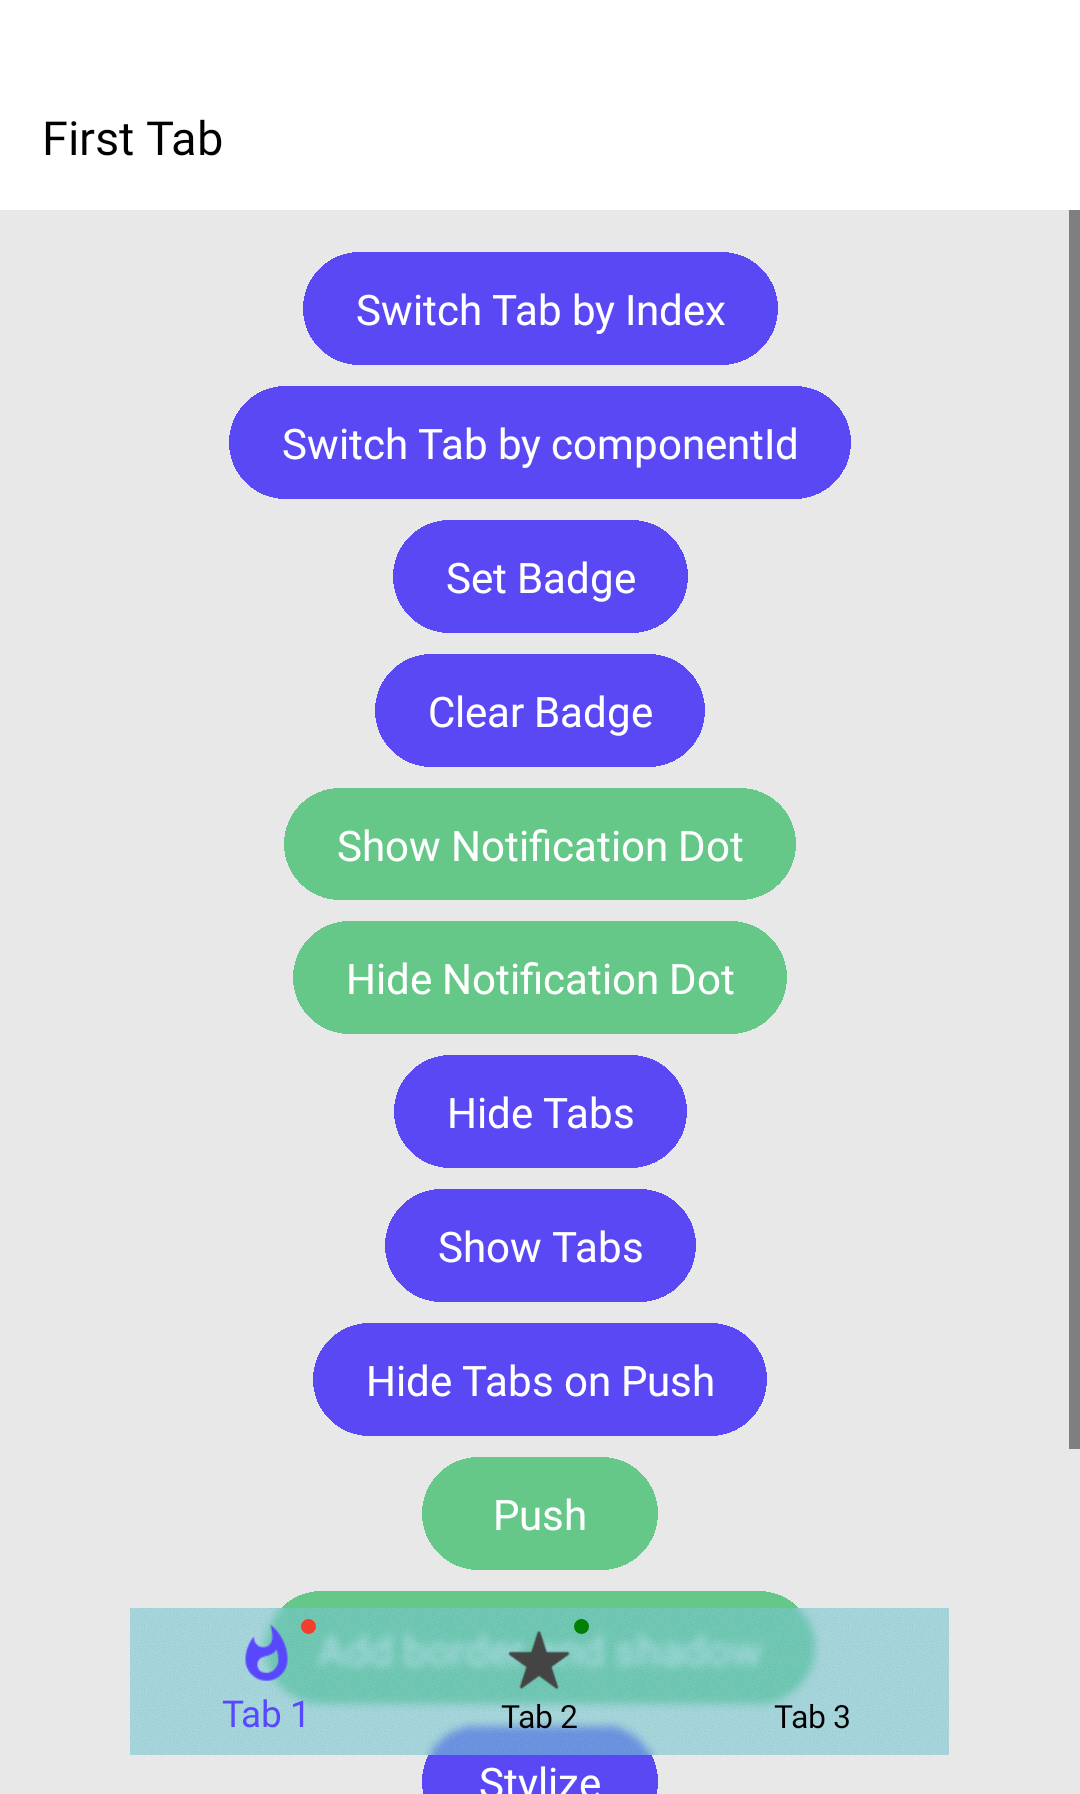 First Tab
Switch Tab by Index
Switch Tab by componentId
Set Badge
Clear Badge
Show Notification Dot
Hide Notification Dot
Hide Tabs
Show Tabs
Hide Tabs on Push
Push
Add border and shadow
Tab 1
Tab 2
Tab 3
Stylize